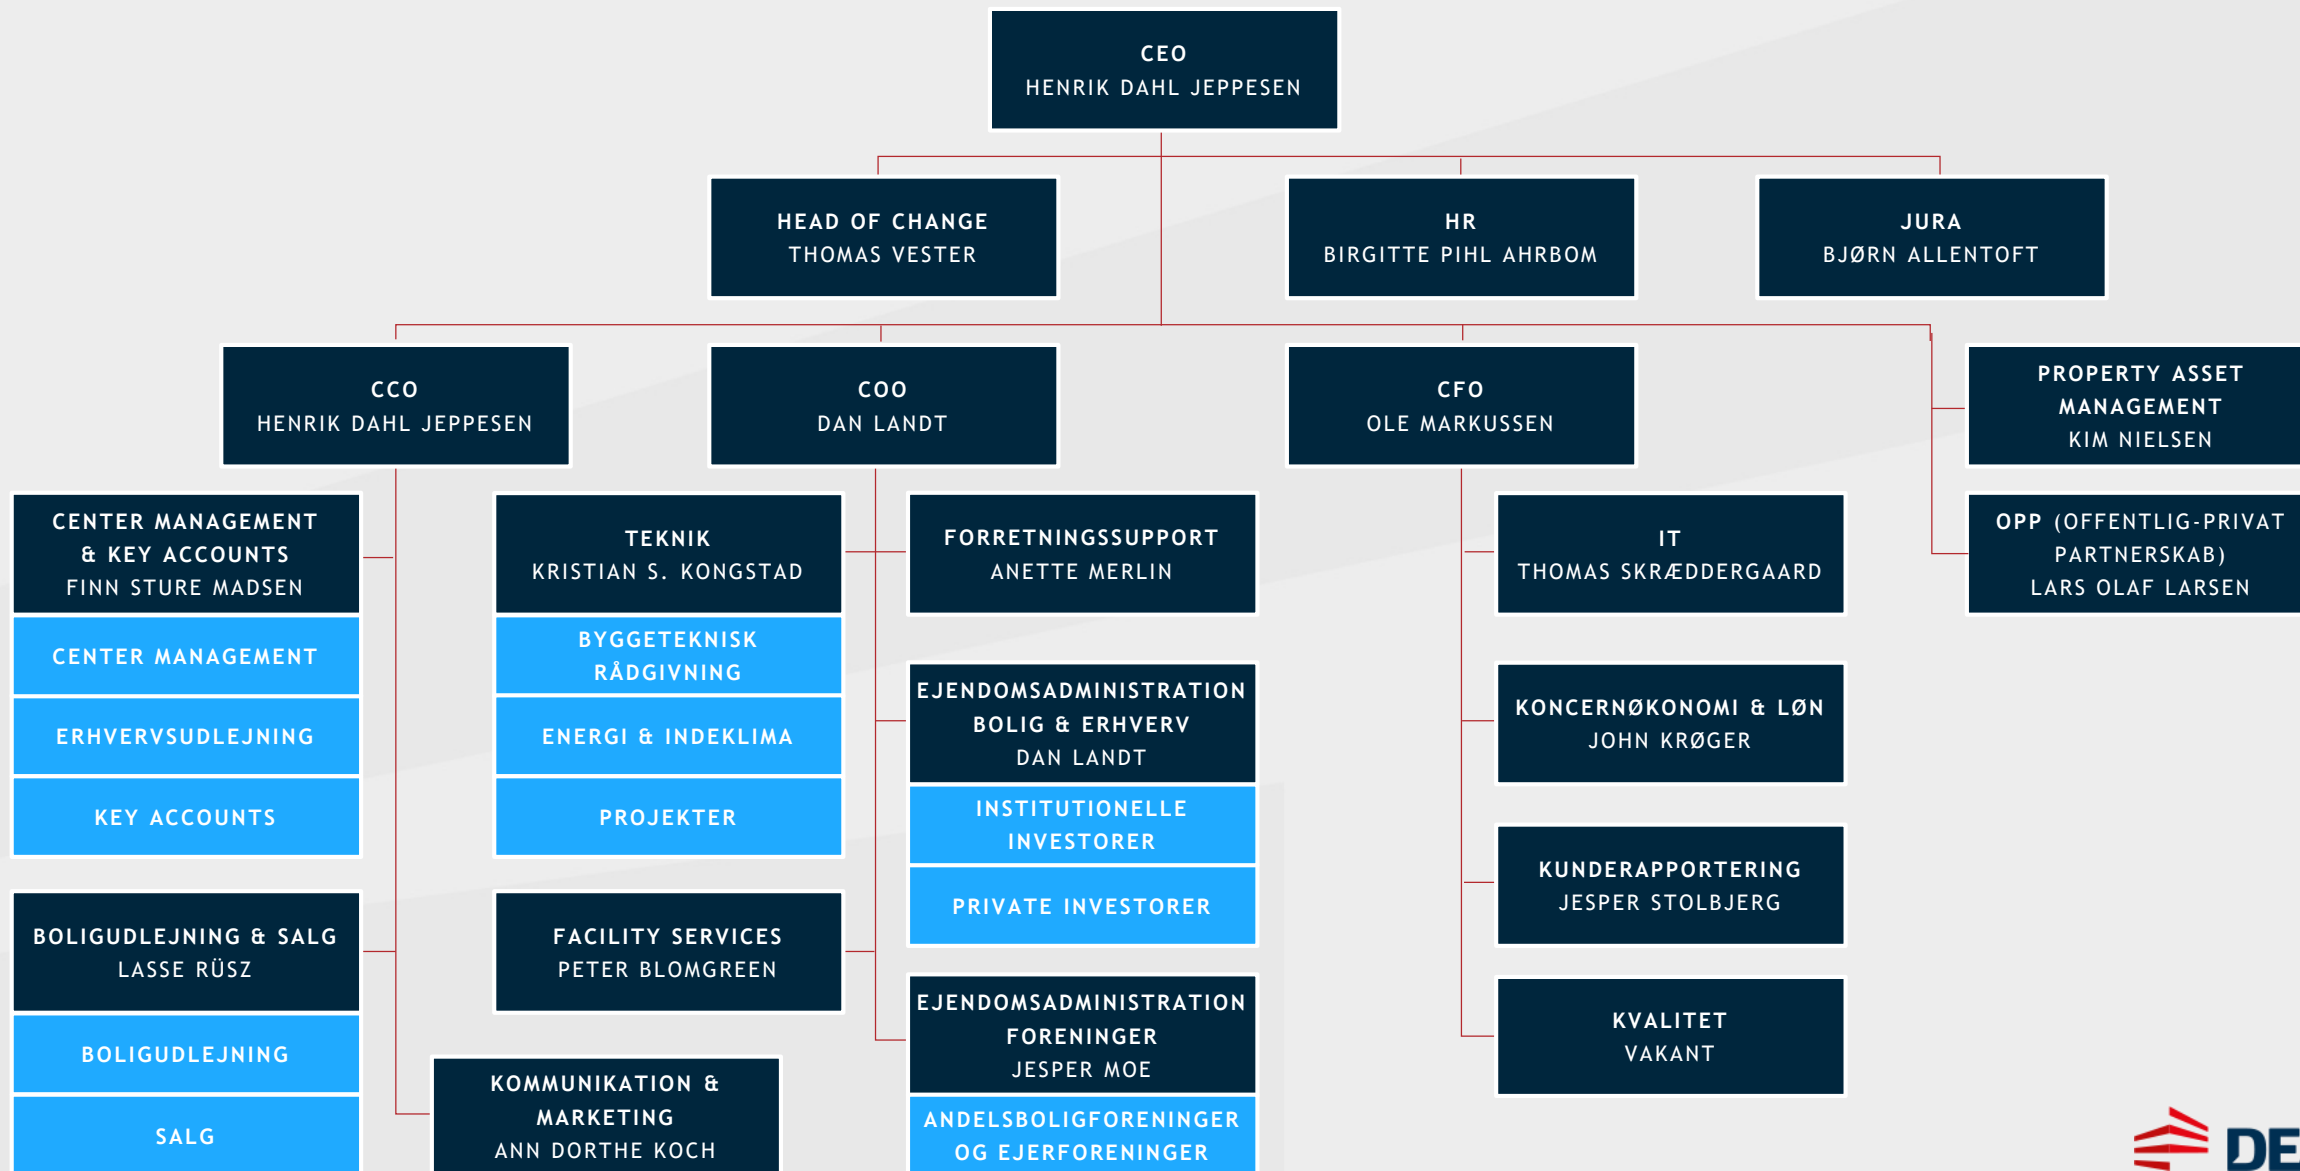 CEO
HENRIK DAHL JEPPESEN
HEAD OF CHANGE
THOMAS VESTER
HR
BIRGITTE PIHL AHRBOM
JURA
BJØRN ALLENTOFT
CCO
HENRIK DAHL JEPPESEN
COO
DAN LANDT
CFO
OLE MARKUSSEN
PROPERTY ASSET
MANAGEMENT
KIM NIELSEN
OPP (OFFENTLIG-PRIVAT
PARTNERSKAB)
LARS OLAF LARSEN
CENTER MANAGEMENT
& KEY ACCOUNTS
FINN STURE MADSEN
CENTER MANAGEMENT
ERHVERVSUDLEJNING
KEY ACCOUNTS
BOLIGUDLEJNING & SALG
LASSE RÜSZ
BOLIGUDLEJNING
SALG
KOMMUNIKATION &
MARKETING
ANN DORTHE KOCH
TEKNIK
KRISTIAN S. KONGSTAD
BYGGETEKNISK
RÅDGIVNING
ENERGI & INDEKLIMA
PROJEKTER
FACILITY SERVICES
PETER BLOMGREEN
FORRETNINGSSUPPORT
ANETTE MERLIN
EJENDOMSADMINISTRATION
BOLIG & ERHVERV
DAN LANDT
INSTITUTIONELLE
INVESTORER
PRIVATE INVESTORER
EJENDOMSADMINISTRATION
FORENINGER
JESPER MOE
ANDELSBOLIGFORENINGER
OG EJERFORENINGER
IT
THOMAS SKRÆDDERGAARD
KONCERNØKONOMI & LØN
JOHN KRØGER
KUNDERAPPORTERING
JESPER STOLBJERG
KVALITET
VAKANT